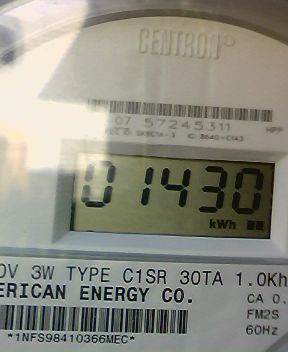 CENTRON®
07 57245311 HPP
01430
kWh
0V 3W TYPE C1SR 30TA 1.0Kh
ERICAN ENERGY CO.
CA 0.
FM2S
60Hz
*1NFS98410366MEC*